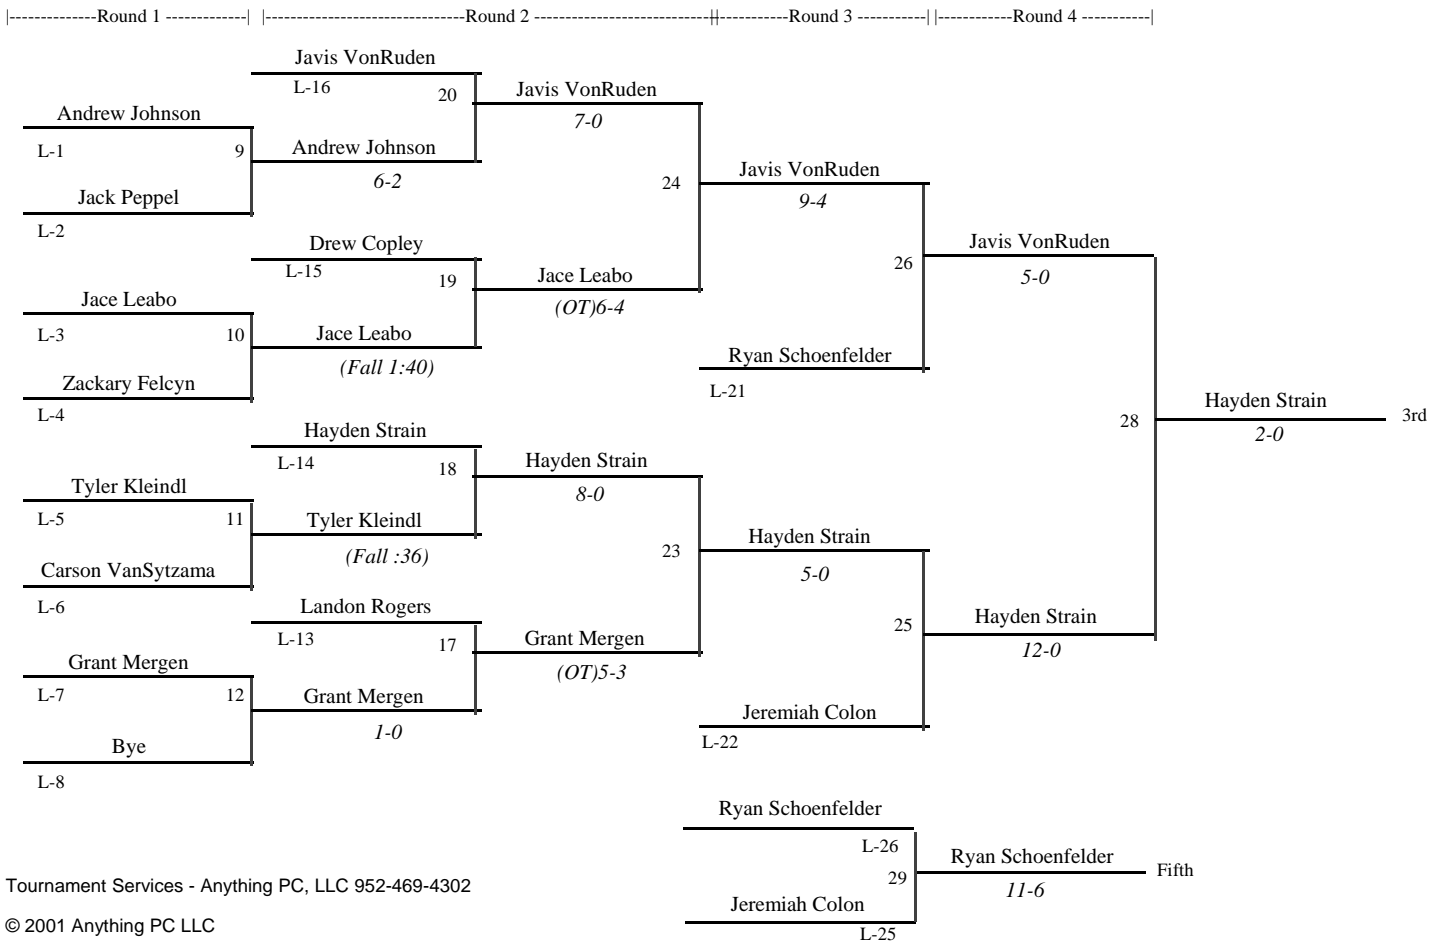 |-------------Round 1 -------------| |--------------------------------Round 2 ----------------------------||-----------Round 3 -----------| |------------Round 4 -----------|
Javis VonRuden
L-16 20 Javis VonRuden
Andrew Johnson 7-0
L-1 9 Andrew Johnson
6-2 24 Javis VonRuden
Jack Peppel 9-4
L-2
Drew Copley Javis VonRuden
L-15 19 Jace Leabo 26 5-0
Jace Leabo (OT)6-4
L-3 10 Jace Leabo
(Fall 1:40) Ryan Schoenfelder
Zackary Felcyn L-21
L-4 28 Hayden Strain 3rd
Hayden Strain 2-0
L-14 18 Hayden Strain
Tyler Kleindl 8-0
L-5 11 Tyler Kleindl
(Fall :36) 23 Hayden Strain
Carson VanSytzama 5-0
L-6
Landon Rogers Hayden Strain
L-13 17 Grant Mergen 25 12-0
Grant Mergen (OT)5-3
L-7 12 Grant Mergen
1-0 Jeremiah Colon
Bye L-22
L-8
Ryan Schoenfelder
L-26
29 Ryan Schoenfelder Fifth
11-6
Jeremiah Colon
L-25
Tournament Services - Anything PC, LLC 952-469-4302
© 2001 Anything PC LLC